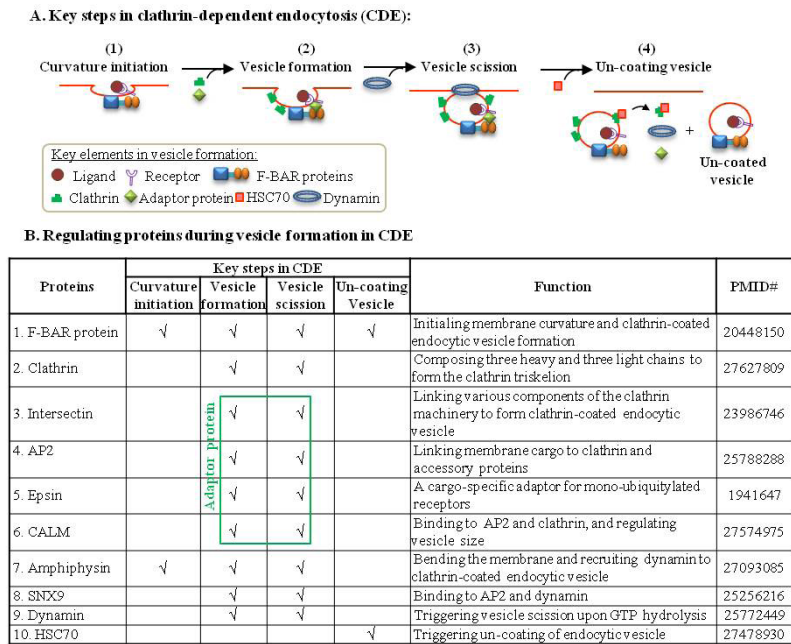 A. Key steps in clathrin-dependent endocytosis (CDE):
(1) (2) (3) (4)
Curvature initiation Vesicle formation Vesicle scission Un-coating vesicle
+
Un-coated
vesicle
Key elements in vesicle formation:
Ligand Receptor F-BAR proteins
Clathrin Adaptor protein HSC70 Dynamin
B. Regulating proteins during vesicle formation in CDE
Proteins Key steps in CDE Function PMID#
Curvature initiation Vesicle formation Vesicle scission Un-coating Vesicle
1. F-BAR protein √ √ √ √ Initialing membrane curvature and clathrin-coated
endocytic vesicle formation 20448150
2. Clathrin √ √ Composing three heavy and three light chains to
form the clathrin triskelion 27627809
3. Intersectin √ √ Linking various components of the clathrin
machinery to form clathrin-coated endocytic
vesicle 23986746
Adaptor protein
4. AP2 √ √ Linking membrane cargo to clathrin and
accessory proteins 25788288
5. Epsin √ √ A cargo-specific adaptor for mono-ubiquitylated
receptors 1941647
6. CALM √ √ Binding to AP2 and clathrin, and regulating
vesicle size 27574975
7. Amphiphysin √ √ √ Bending the membrane and recruiting dynamin to
clathrin-coated endocytic vesicle 27093085
8. SNX9 √ √ Binding to AP2 and dynamin 25256216
9. Dynamin √ √ Triggering vesicle scission upon GTP hydrolysis 25772449
10. HSC70 √ Triggering un-coating of endocytic vesicle 27478930